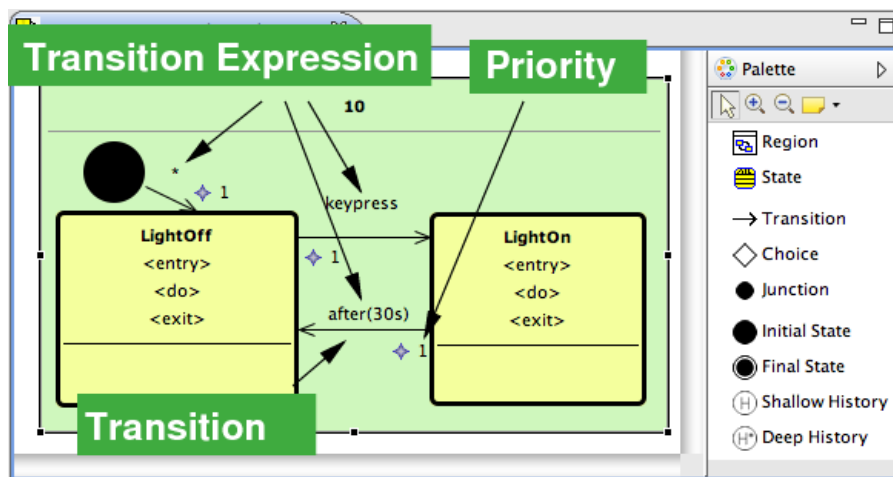 Transition Expression
Priority
Palette
10
Region
State
*
1
keypress
Transition
LightOff
<entry>
<do>
<exit>
1
LightOn
<entry>
<do>
<exit>
Choice
Junction
after(30s)
1
Initial State
Final State
Transition
H Shallow History
H* Deep History